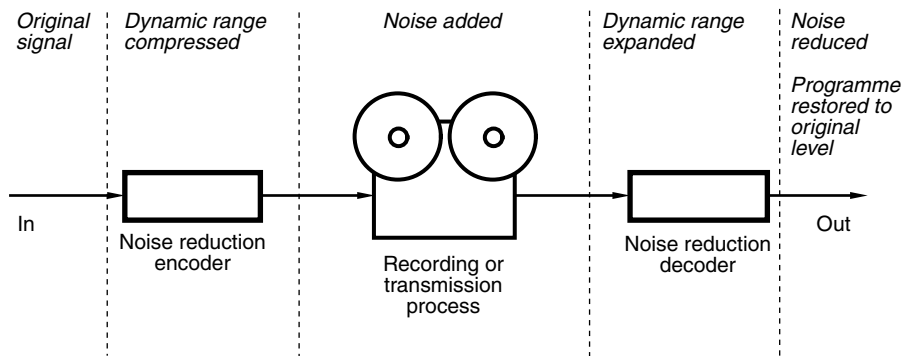 Original
signal
Dynamic range
compressed
Noise added
Dynamic range
expanded
Noise
reduced
Programme
restored to
original
level
In
Noise reduction
encoder
Recording or
transmission
process
Noise reduction
decoder
Out